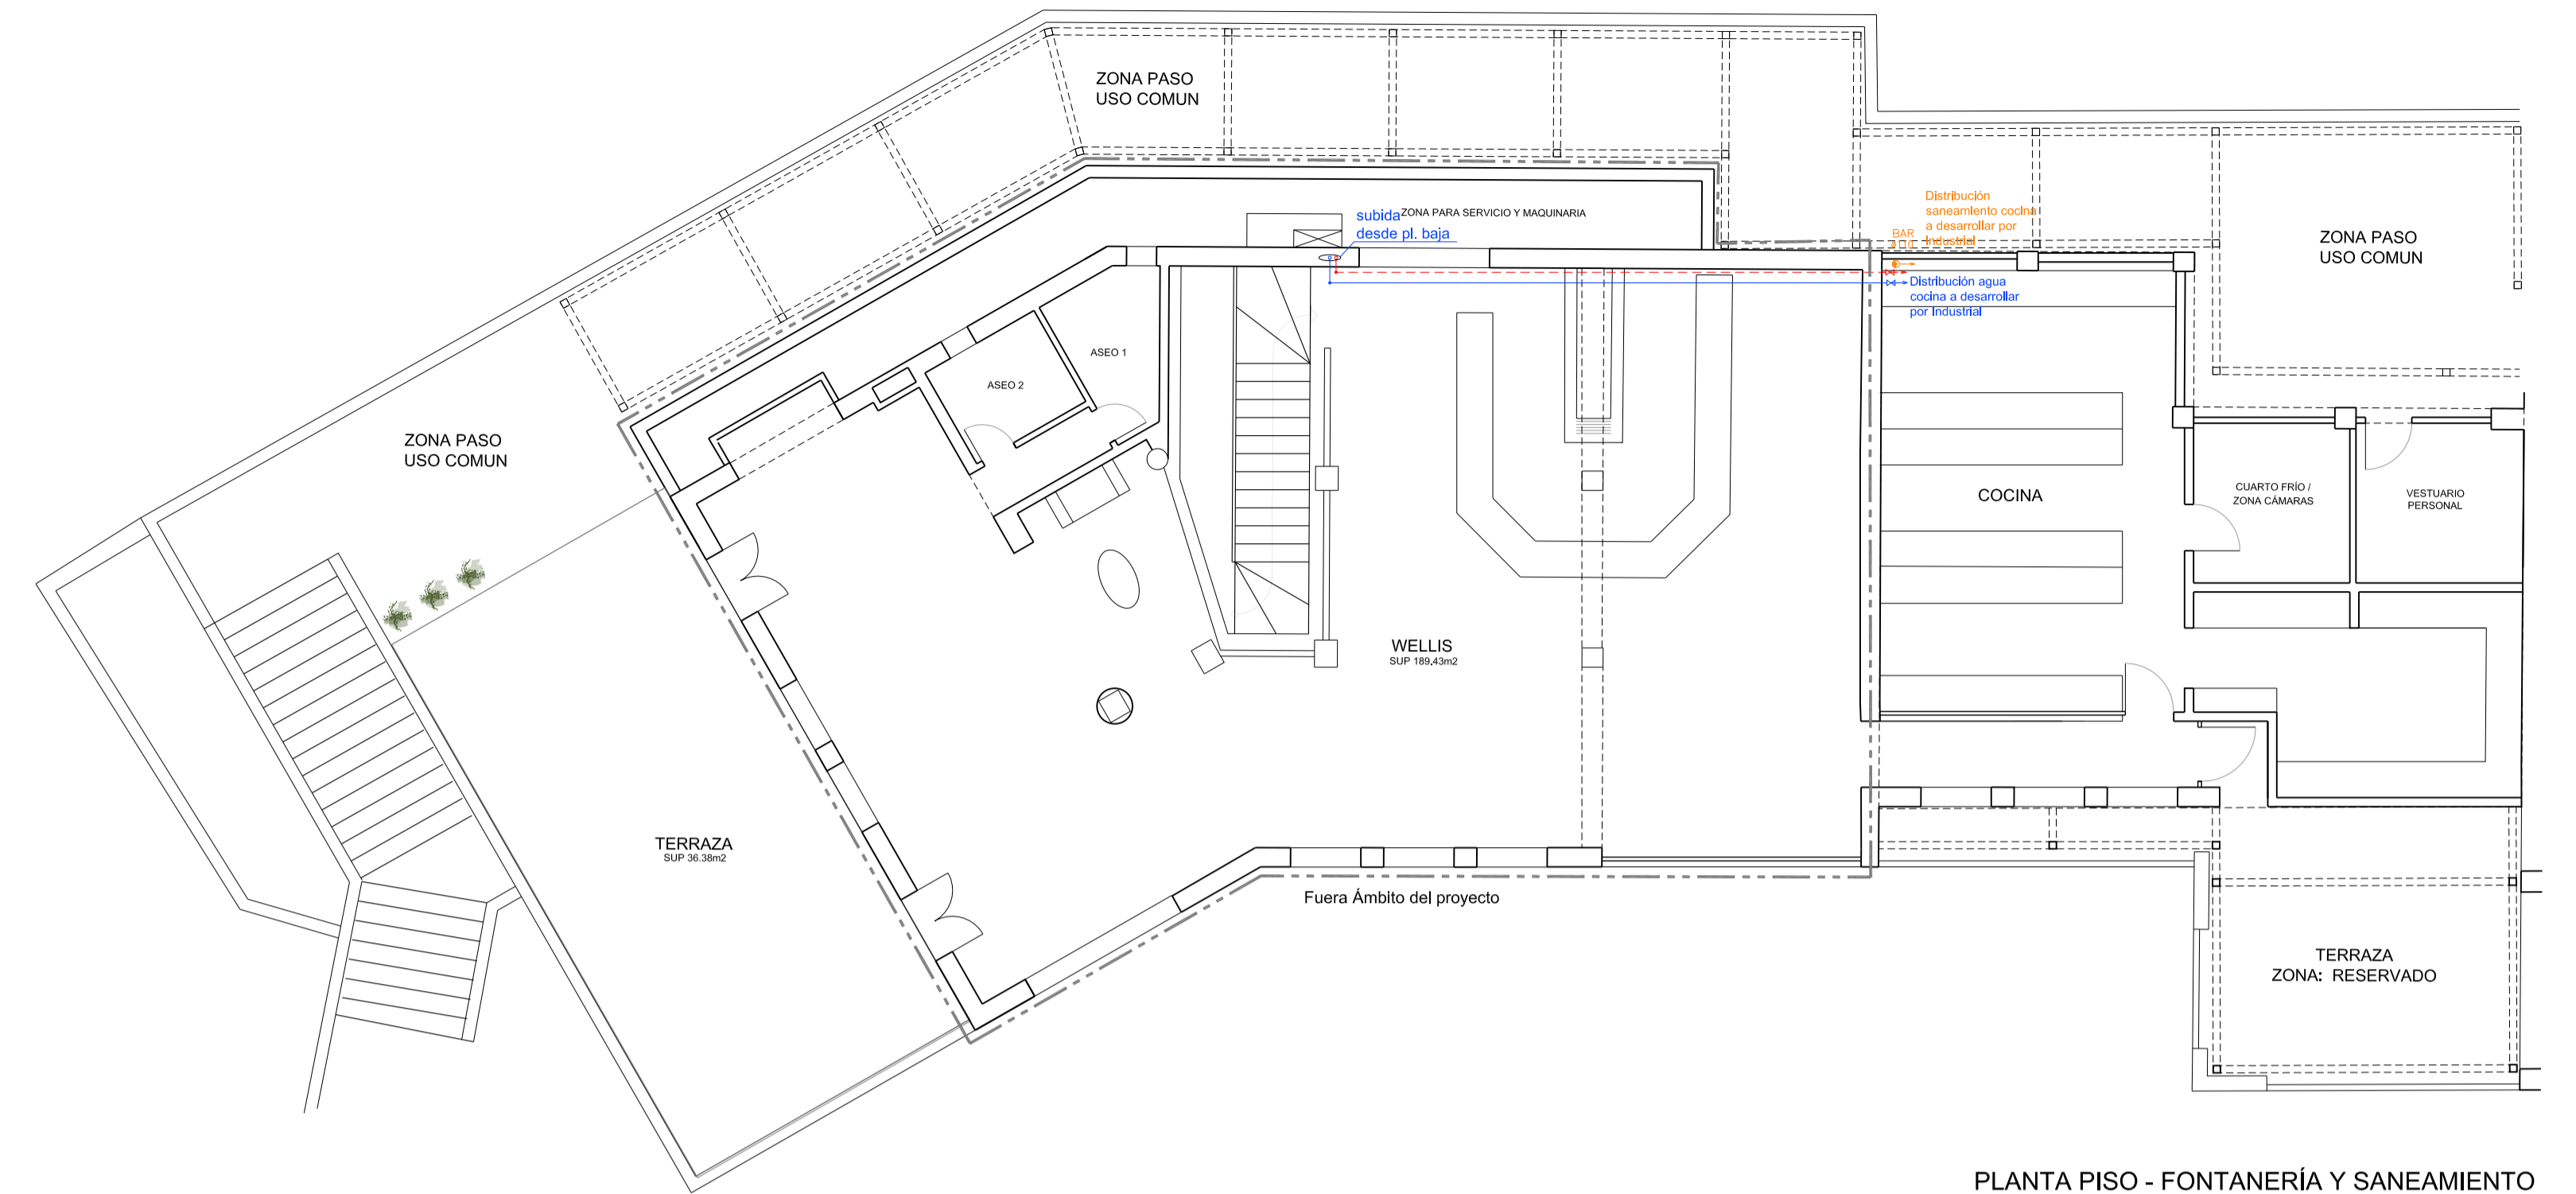 ZONA PASO
USO COMUN
Distribución
saneamiento cocina
a desarrollar por
Industrial
subida
desde pl. baja
ZONA PARA SERVICIO Y MAQUINARIA
BAR
ø110
ZONA PASO
USO COMUN
Distribución agua
cocina a desarrollar
por Industrial
ASEO 1
ASEO 2
ZONA PASO
USO COMUN
COCINA
CUARTO FRÍO /
ZONA CÁMARAS
VESTUARIO
PERSONAL
WELLIS
SUP 189,43m2
TERRAZA
SUP 36.38m2
Fuera Ámbito del proyecto
TERRAZA
ZONA: RESERVADO
PLANTA PISO - FONTANERÍA Y SANEAMIENTO